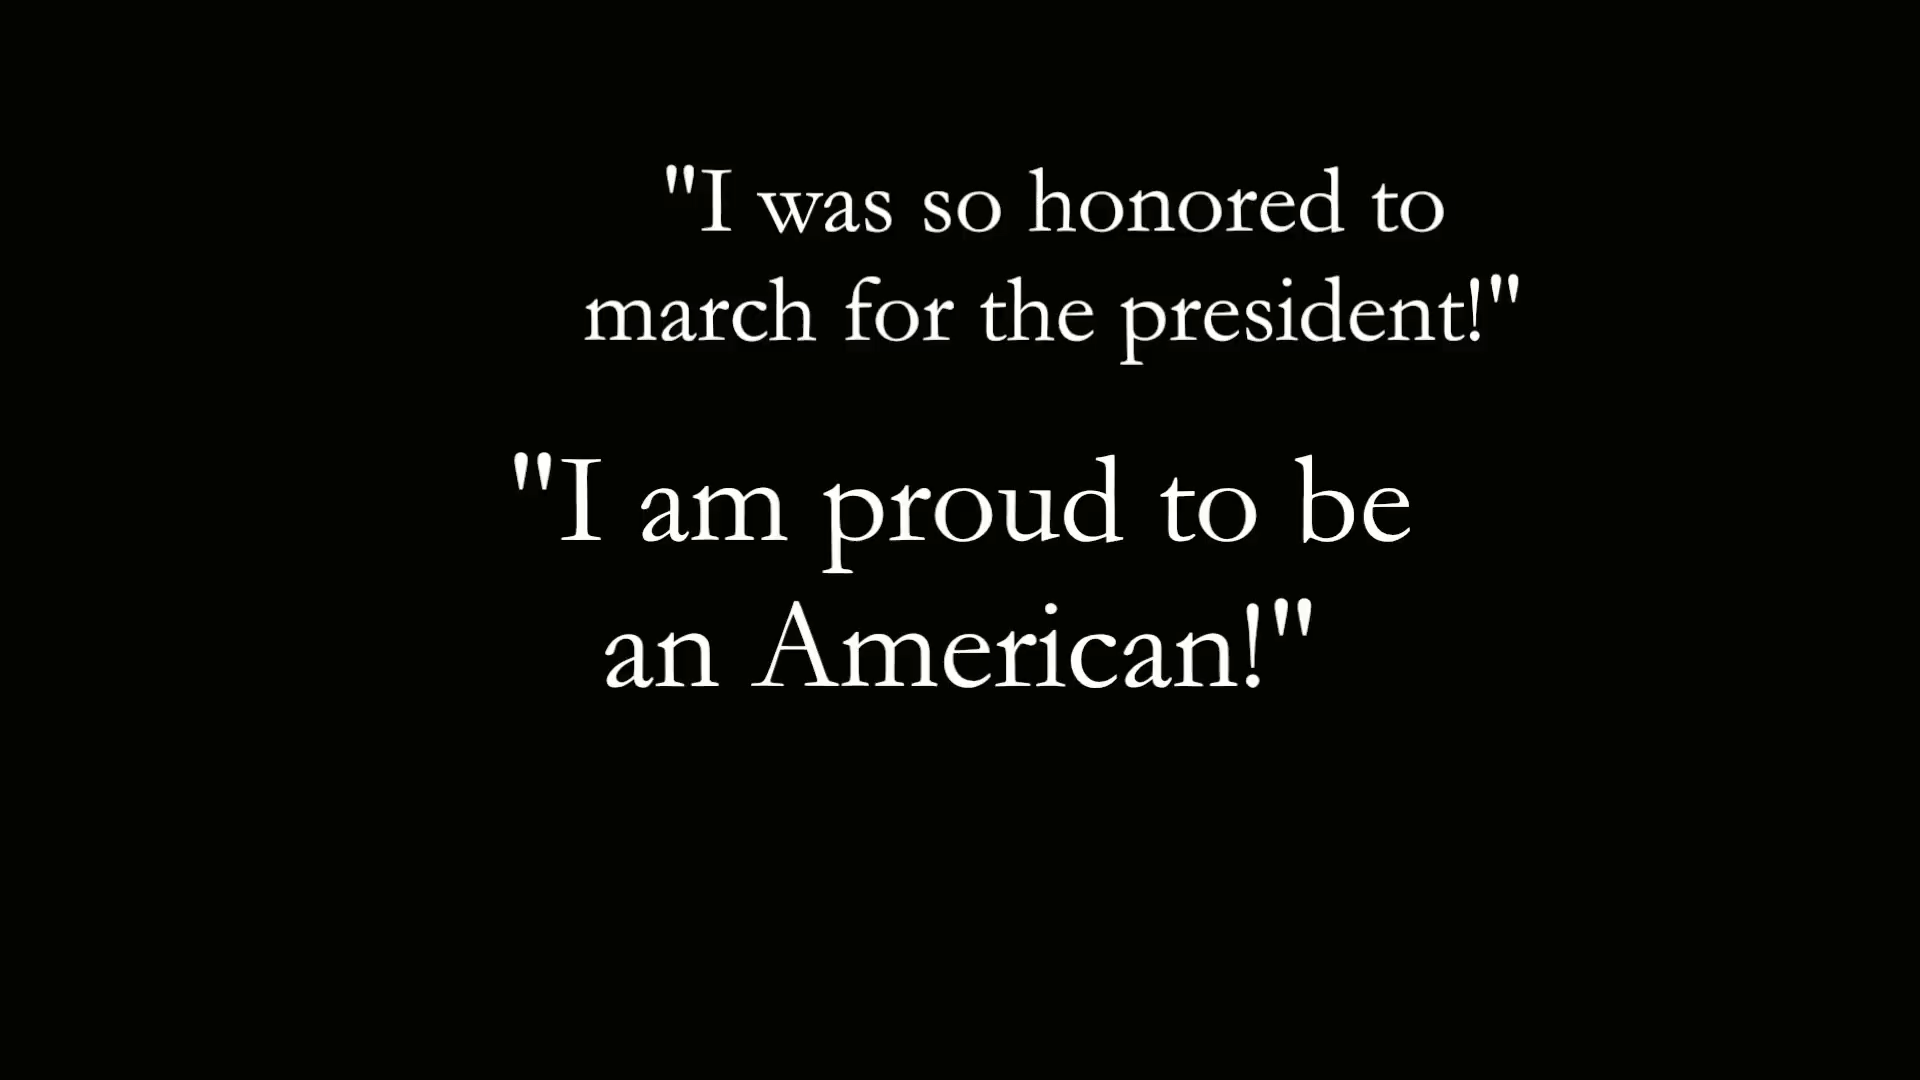 "I was so honored to
march for the president!"
"I am proud to be
an American!"